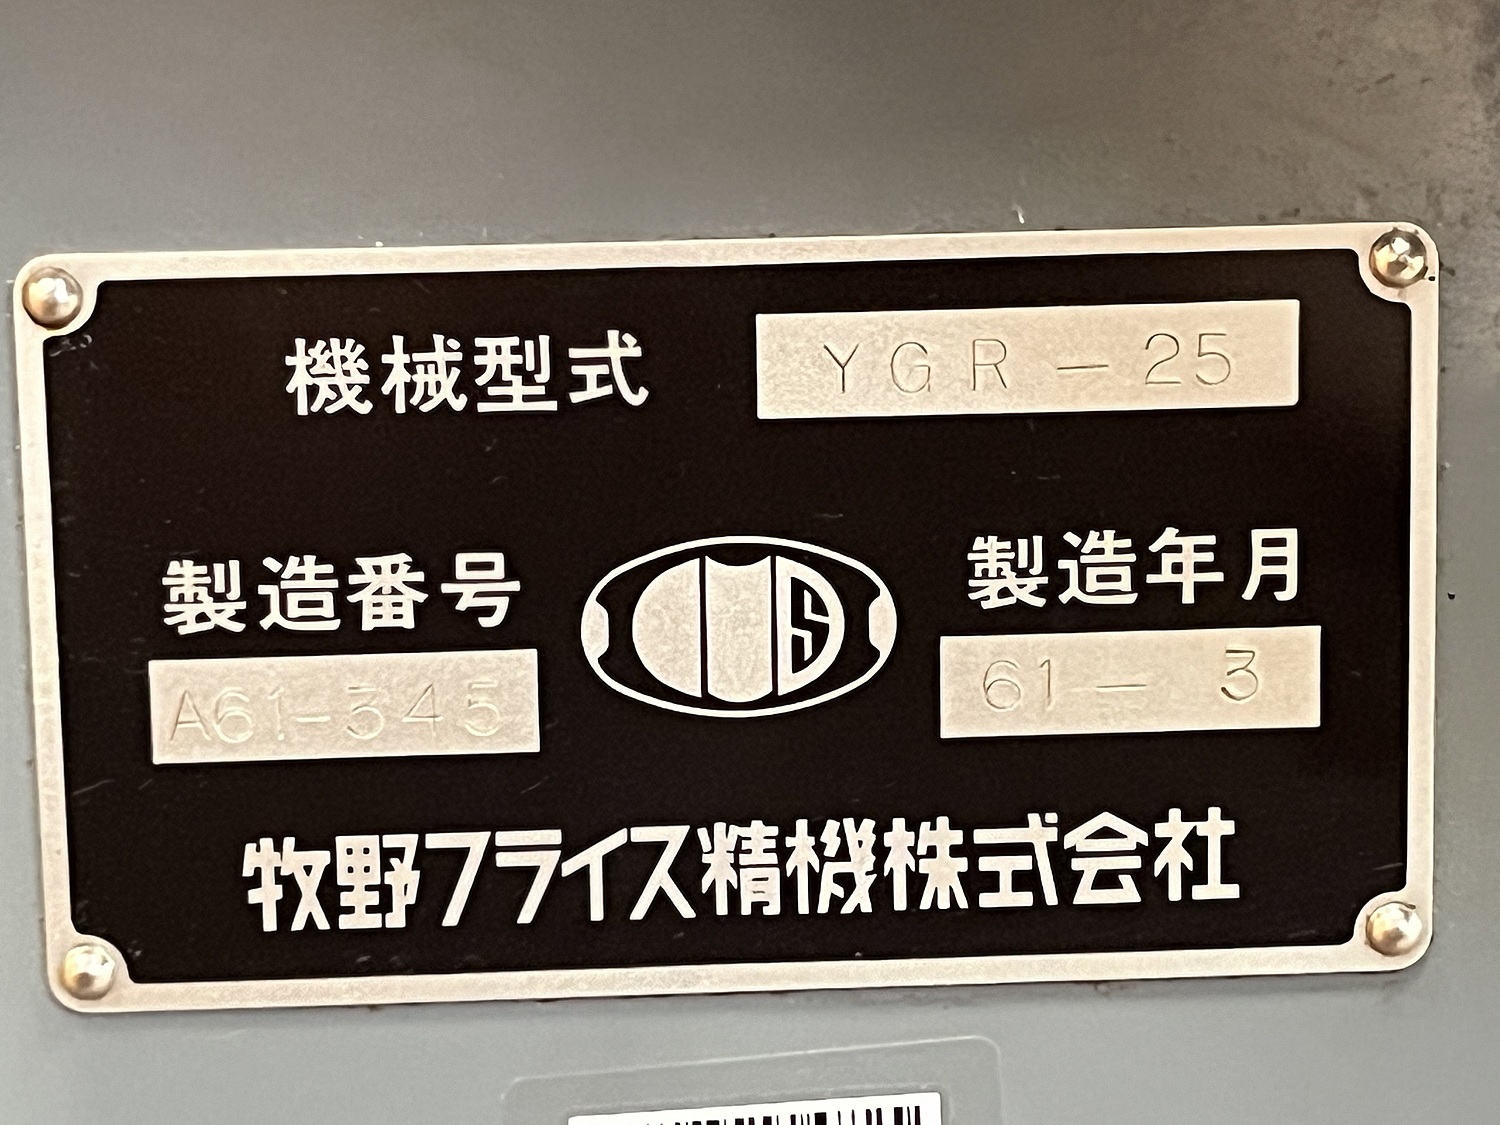 機械型式 YGR-25
製造番号 製造年月
A61-345 61-3
牧野フライス精機株式会社